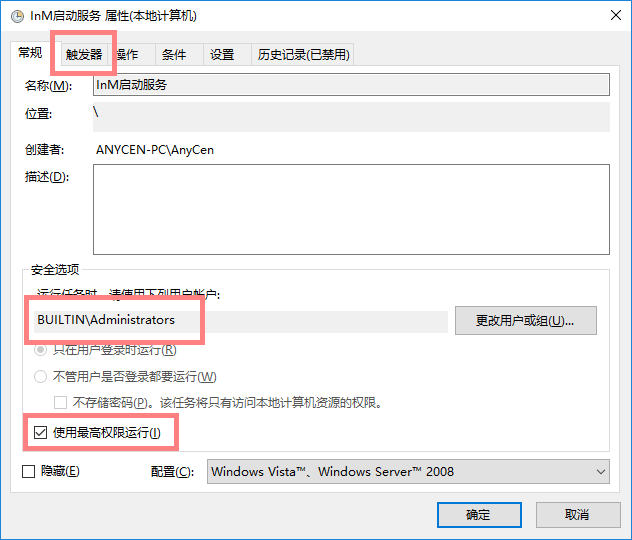 InM启动服务 属性(本地计算机)
常规 触发器 操作 条件 设置 历史记录(已禁用)
名称(M): InM启动服务
位置: \
创建者: ANYCEN-PC\AnyCen
描述(D):
安全选项
运行任务时，请使用下列用户帐户:
BUILTIN\Administrators 更改用户或组(U)...
只在用户登录时运行(R)
不管用户是否登录都要运行(W)
不存储密码(P)。该任务将只有访问本地计算机资源的权限。
使用最高权限运行(I)
隐藏(E) 配置(C): Windows Vista™、Windows Server™ 2008
确定 取消